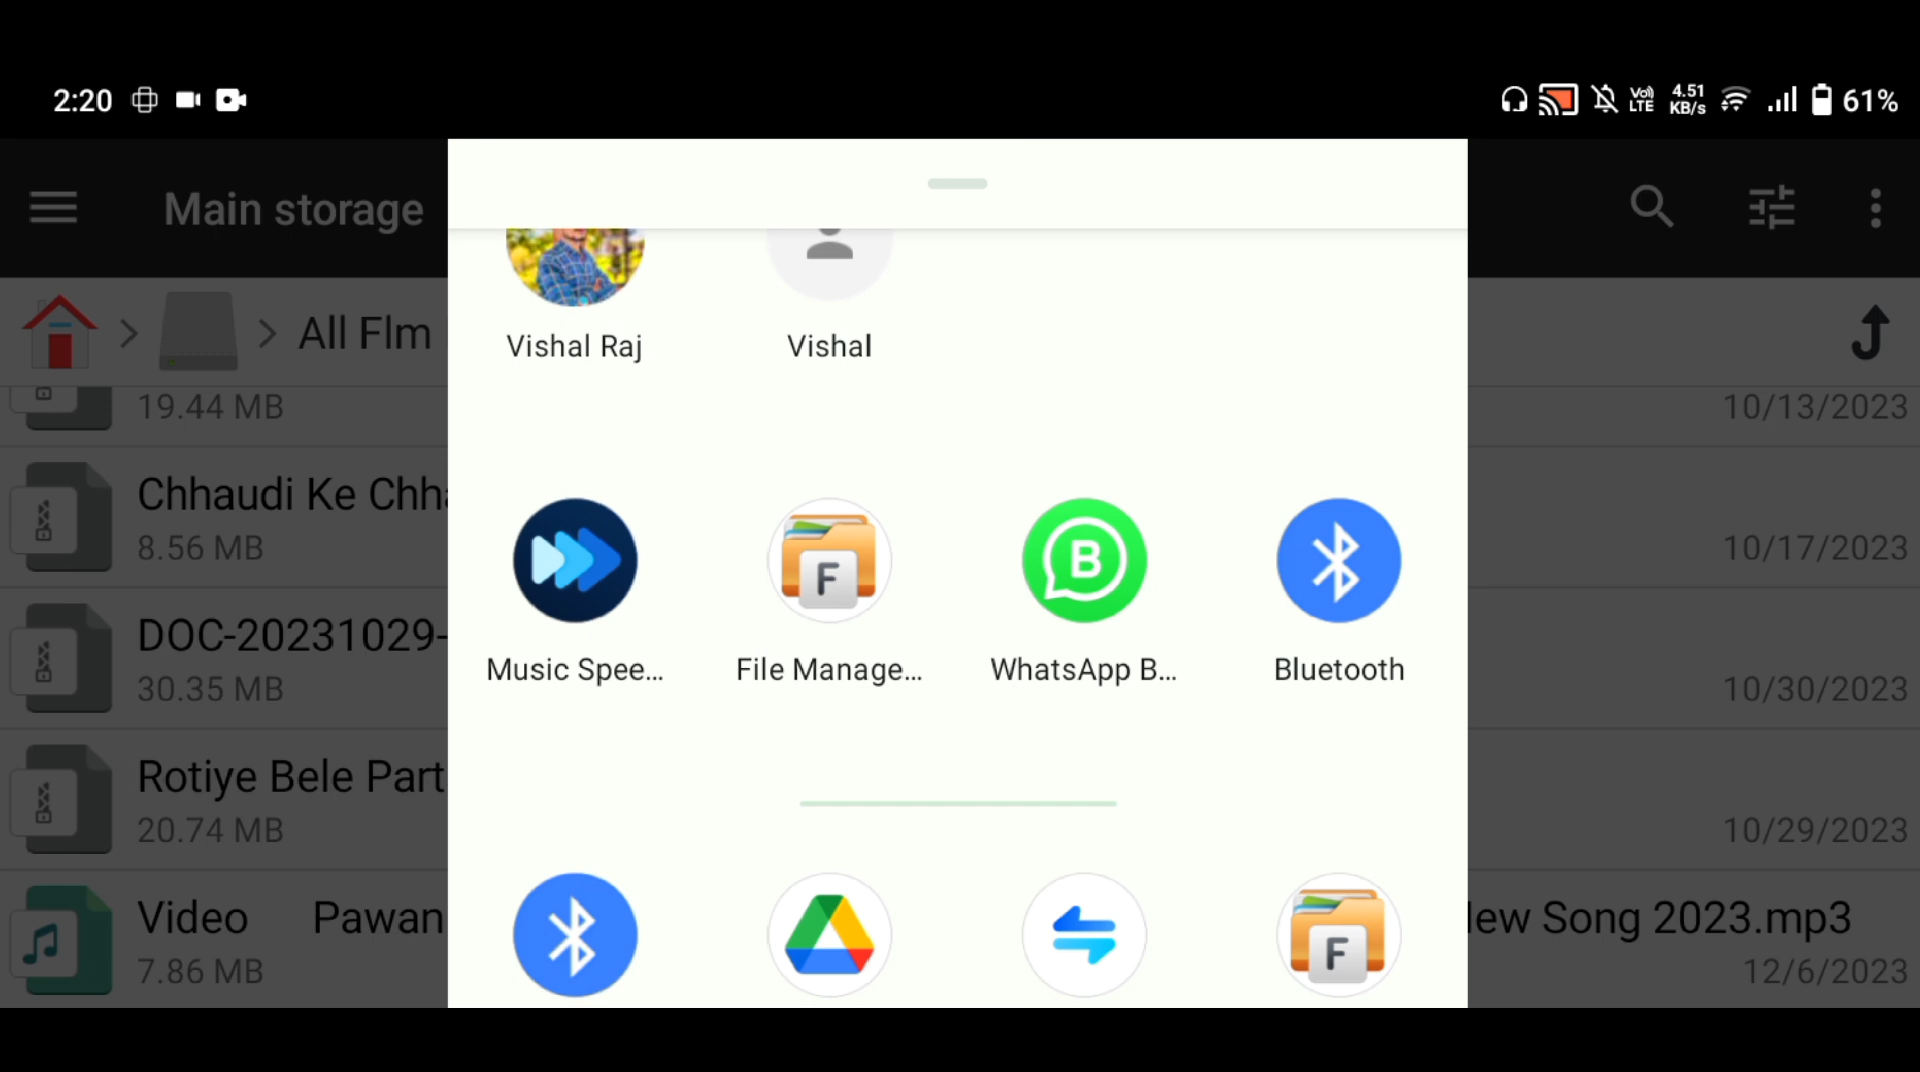 2:20
Vo) LTE 4.51 KB/s 61%
Main storage
All Flm
Vishal Raj
Vishal
19.44 MB
10/13/2023
Chhaudi Ke Chh
8.56 MB
10/17/2023
DOC-20231029-
30.35 MB
10/30/2023
Rotiye Bele Part
20.74 MB
10/29/2023
Video Pawan
7.86 MB
New Song 2023.mp3
12/6/2023
F
B
Music Spee...
File Manage...
WhatsApp B...
Bluetooth
F